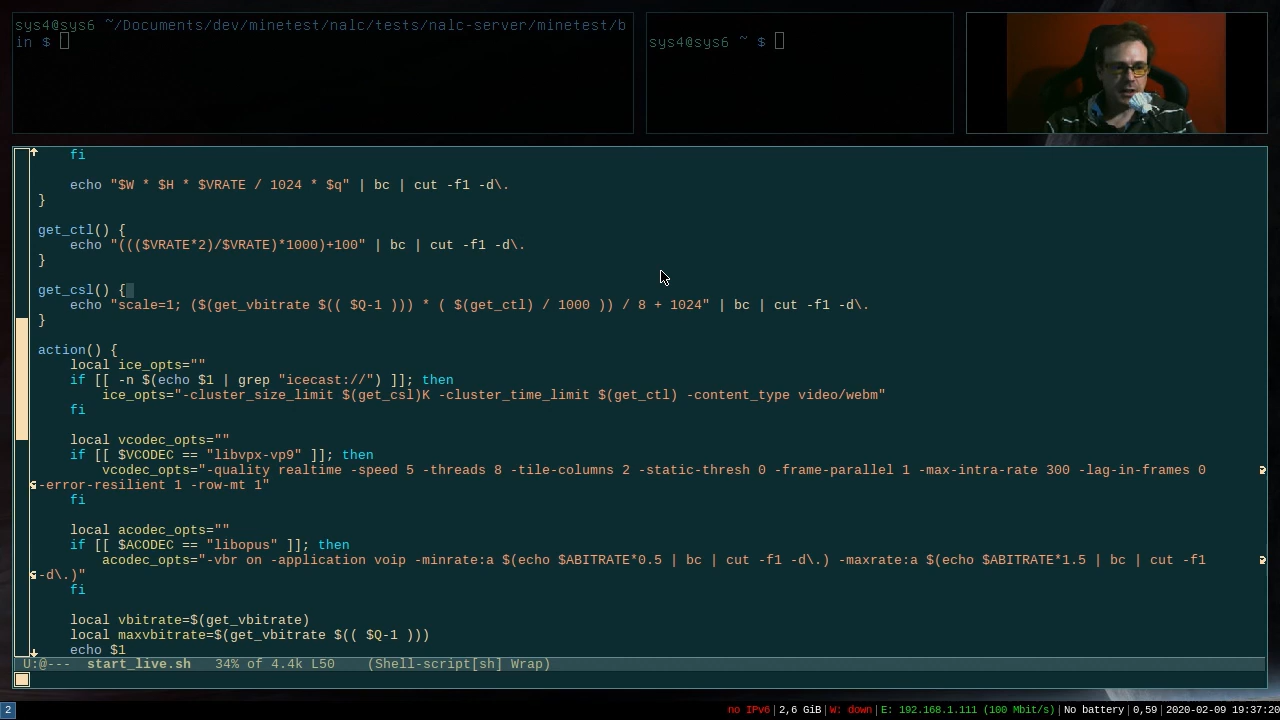 sys4@sys6 ~/Documents/dev/minetest/nalc/tests/nalc-server/minetest/b
in $
sys4@sys6 ~ $
    fi
    echo "$W * $H * $VRATE / 1024 * $q" | bc | cut -f1 -d\.
}
get_ctl() {
    echo "((($VRATE*2)/$VRATE)*1000)+100" | bc | cut -f1 -d\.
}
get_csl() {
    echo "scale=1; ($(get_vbitrate $(( $Q-1 ))) * ( $(get_ctl) / 1000 )) / 8 + 1024" | bc | cut -f1 -d\.
}
action() {
    local ice_opts=""
    if [[ -n $(echo $1 | grep "icecast://") ]]; then
        ice_opts="-cluster_size_limit $(get_csl)K -cluster_time_limit $(get_ctl) -content_type video/webm"
    fi
    local vcodec_opts=""
    if [[ $VCODEC == "libvpx-vp9" ]]; then
        vcodec_opts="-quality realtime -speed 5 -threads 8 -tile-columns 2 -static-thresh 0 -frame-parallel 1 -max-intra-rate 300 -lag-in-frames 0
-error-resilient 1 -row-mt 1"
    fi
    local acodec_opts=""
    if [[ $ACODEC == "libopus" ]]; then
        acodec_opts="-vbr on -application voip -minrate:a $(echo $ABITRATE*0.5 | bc | cut -f1 -d\.) -maxrate:a $(echo $ABITRATE*1.5 | bc | cut -f1
-d\.)"
    fi
    local vbitrate=$(get_vbitrate)
    local maxvbitrate=$(get_vbitrate $(( $Q-1 )))
    echo $1
U:@---  start_live.sh   34% of 4.4k L50    (Shell-script[sh] Wrap)
2
no IPv6|2,6 GiB|W: down|E: 192.168.1.111 (100 Mbit/s)|No battery|0,59|2020-02-09 19:37:20